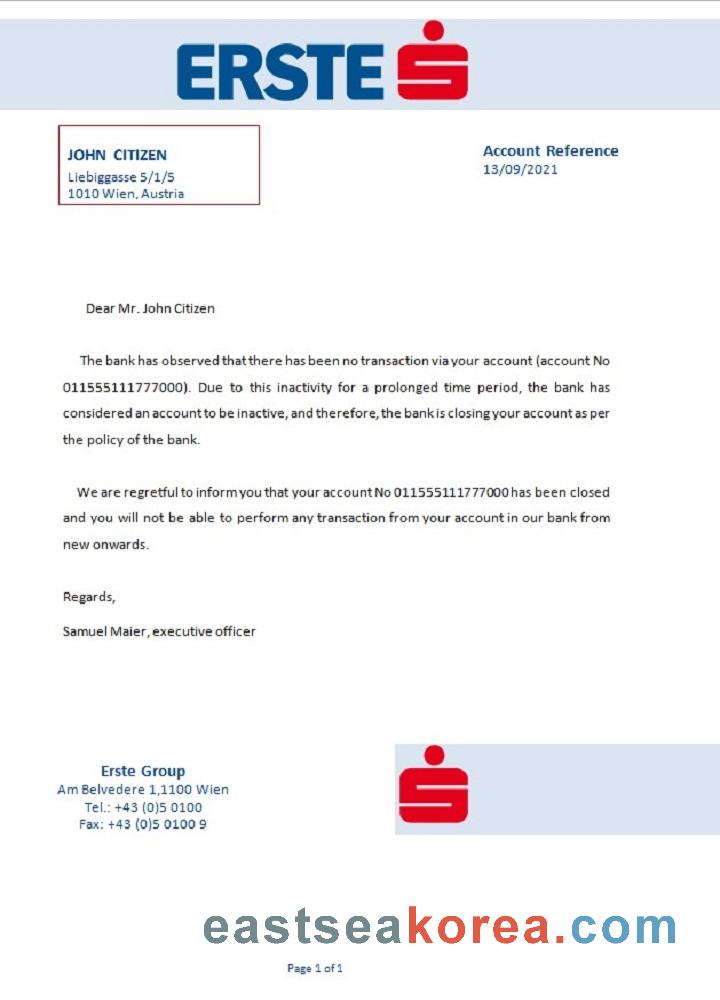 ERSTE
JOHN CITIZEN
Liebiggasse 5/1/5
1010 Wien, Austria
Account Reference
13/09/2021
Dear Mr. John Citizen
The bank has observed that there has been no transaction via your account (account No
011555111777000). Due to this inactivity for a prolonged time period, the bank has
considered an account to be inactive, and therefore, the bank is closing your account as per
the policy of the bank.
We are regretful to inform you that your account No 011555111777000 has been closed
and you will not be able to perform any transaction from your account in our bank from
new onwards.
Regards,
Samuel Maier, executive officer
Erste Group
Am Belvedere 1,1100 Wien
Tel.: +43 (0)5 0100
Fax: +43 (0)5 0100 9
eastseakorea.com
Page 1 of 1